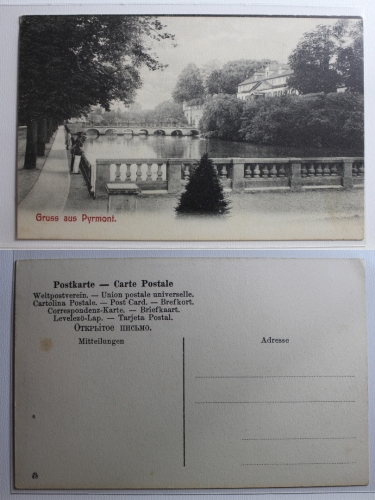 Gruss aus Pyrmont.
Postkarte — Carte Postale
Weltpostverein. — Union postale universelle.
Cartolina Postale. — Post Card. — Brefkort.
Correspondenz-Karte. — Briefkaart.
Levelező-Lap. — Tarjeta Postal.
Открытое письмо.
Mitteilungen
Adresse